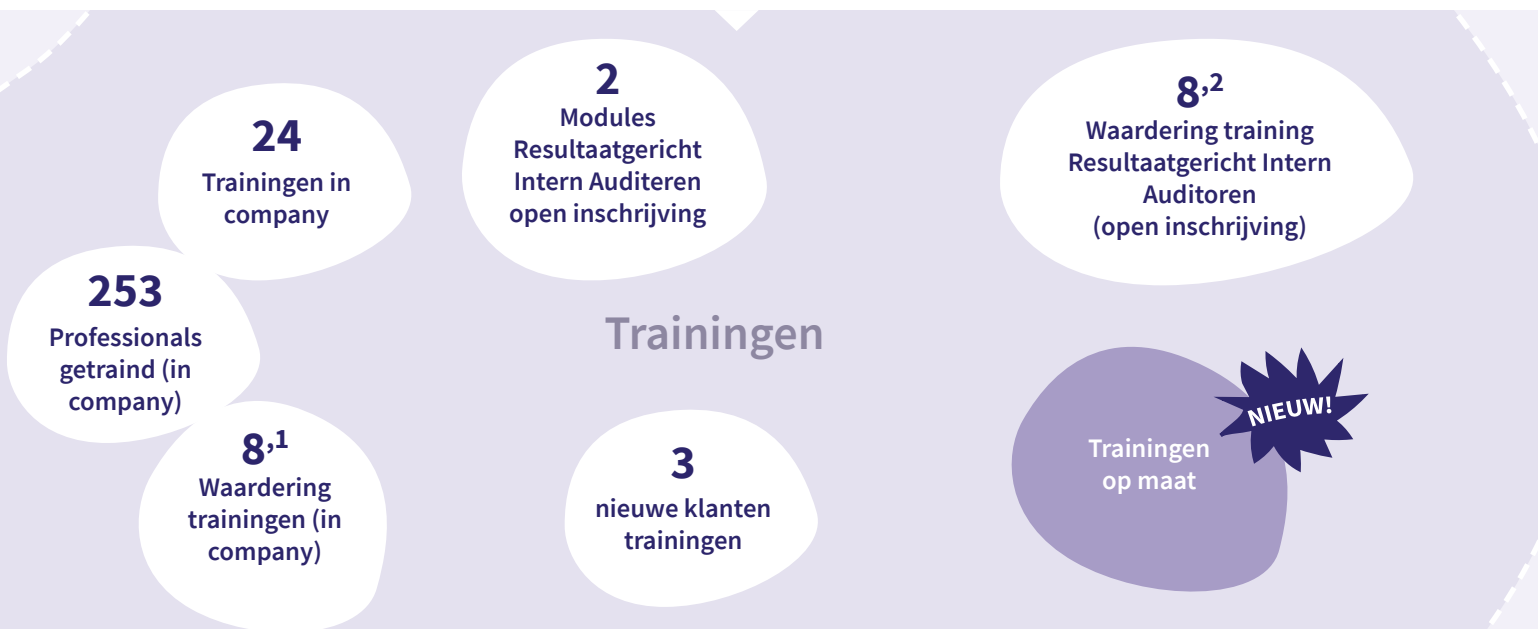 24
Trainingen in
company
2
Modules
Resultaatgericht
Intern Auditeren
open inschrijving
8,2
Waardering training
Resultaatgericht Intern
Auditoren
(open inschrijving)
253
Professionals
getraind (in
company)
Trainingen
8,1
Waardering
trainingen (in
company)
3
nieuwe klanten
trainingen
Trainingen
op maat
NIEUW!